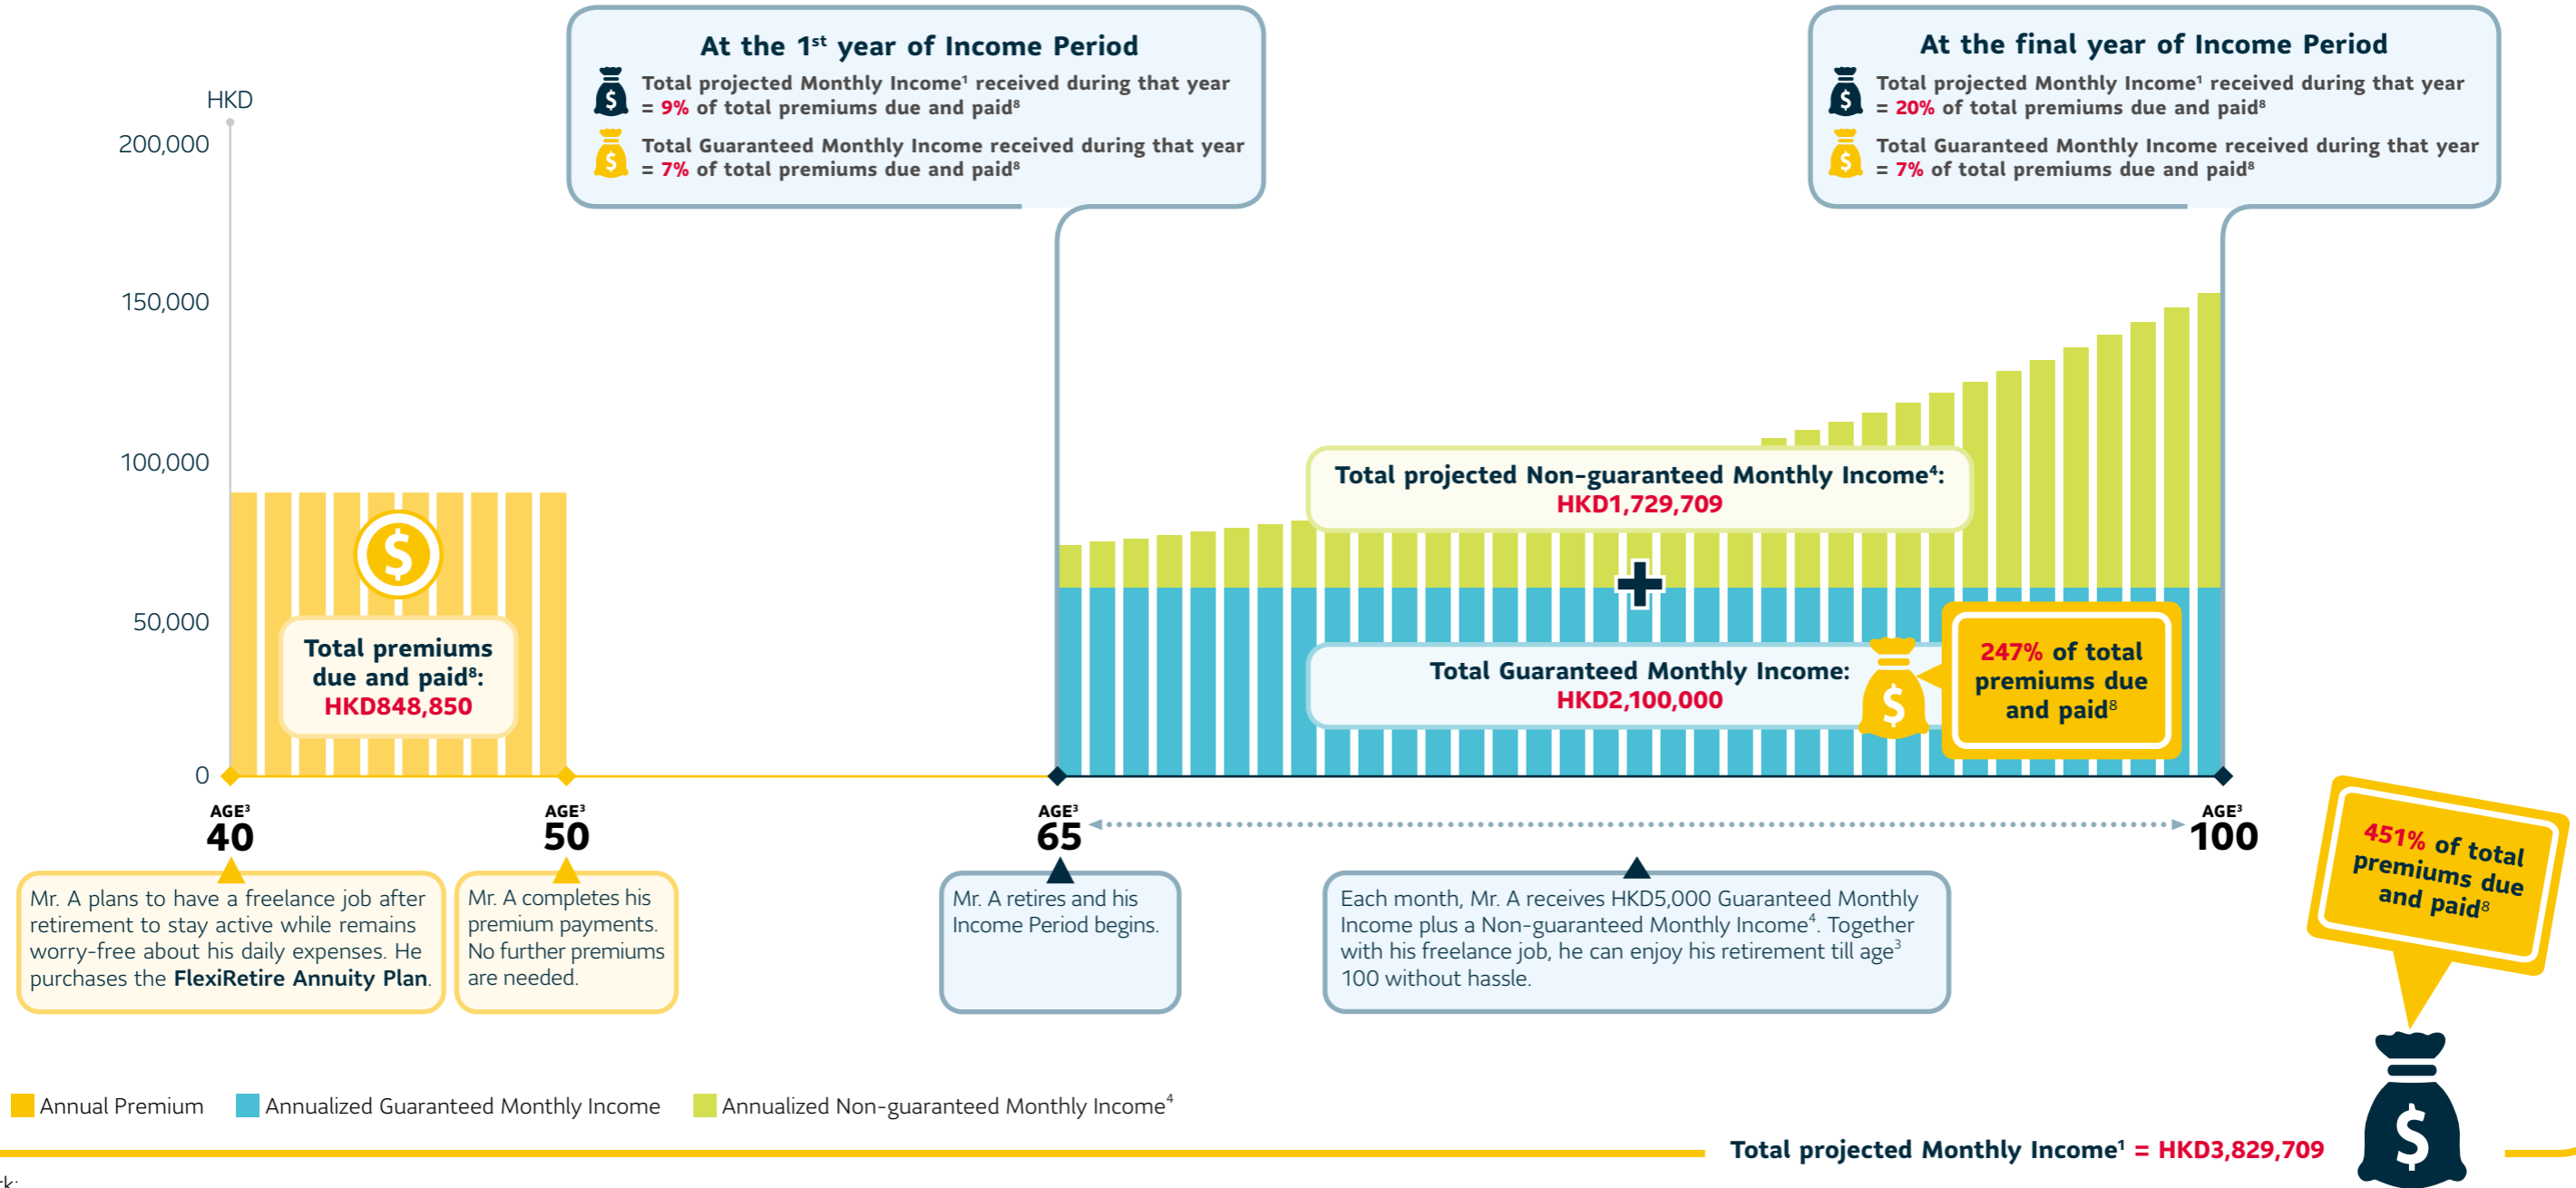 At the 1st year of Income Period
Total projected Monthly Income¹ received during that year
= 9% of total premiums due and paid⁸
Total Guaranteed Monthly Income received during that year
= 7% of total premiums due and paid⁸
At the final year of Income Period
Total projected Monthly Income¹ received during that year
= 20% of total premiums due and paid⁸
Total Guaranteed Monthly Income received during that year
= 7% of total premiums due and paid⁸
HKD
200,000
150,000
100,000
50,000
0
$
Total premiums
due and paid⁸:
HKD848,850
Total projected Non-guaranteed Monthly Income⁴:
HKD1,729,709
Total Guaranteed Monthly Income:
HKD2,100,000
$
247% of total
premiums due
and paid⁸
AGE³
40
AGE³
50
AGE³
65
AGE³
100
Mr. A plans to have a freelance job after
retirement to stay active while remains
worry-free about his daily expenses. He
purchases the FlexiRetire Annuity Plan.
Mr. A completes his
premium payments.
No further premiums
are needed.
Mr. A retires and his
Income Period begins.
Each month, Mr. A receives HKD5,000 Guaranteed Monthly
Income plus a Non-guaranteed Monthly Income⁴. Together
with his freelance job, he can enjoy his retirement till age³
100 without hassle.
451% of total
premiums due
and paid⁸
Annual Premium
Annualized Guaranteed Monthly Income
Annualized Non-guaranteed Monthly Income⁴
Total projected Monthly Income¹ = HKD3,829,709
$